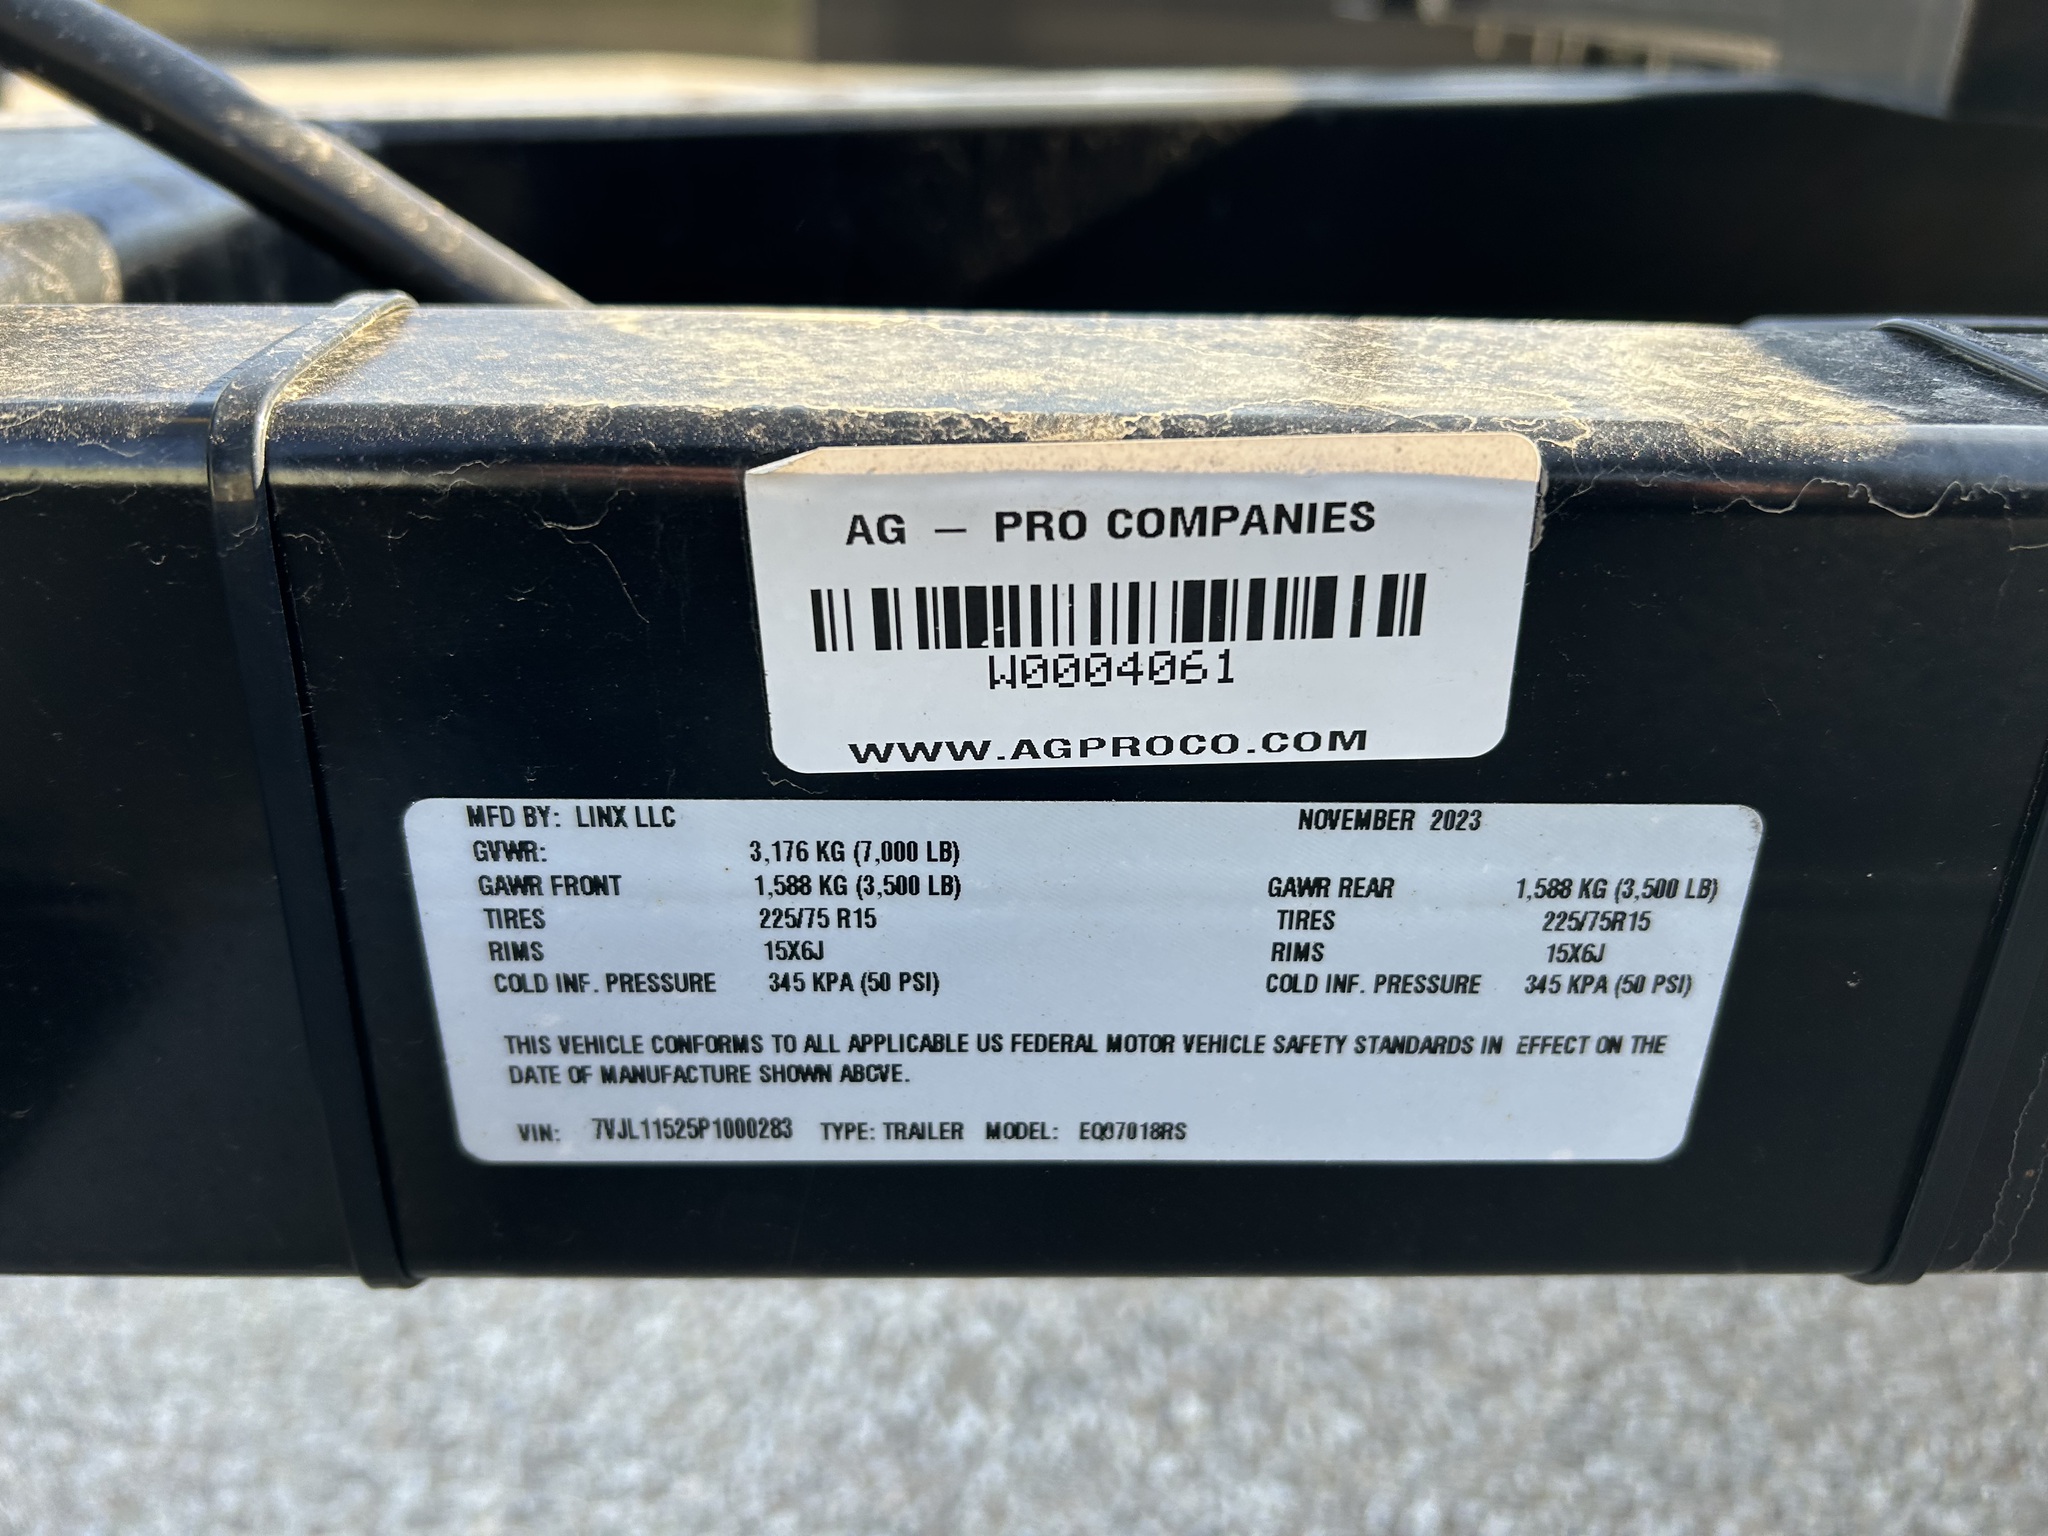 AG – PRO COMPANIES
W0004061
WWW.AGPROCO.COM
MFD BY: LINX LLC NOVEMBER 2023
GVWR: 3,176 KG (7,000 LB)
GAWR FRONT 1,588 KG (3,500 LB) GAWR REAR 1,588 KG (3,500 LB)
TIRES 225/75 R15 TIRES 225/75R15
RIMS 15X6J RIMS 15X6J
COLD INF. PRESSURE 345 KPA (50 PSI) COLD INF. PRESSURE 345 KPA (50 PSI)
THIS VEHICLE CONFORMS TO ALL APPLICABLE US FEDERAL MOTOR VEHICLE SAFETY STANDARDS IN EFFECT ON THE
DATE OF MANUFACTURE SHOWN ABOVE.
VIN: 7VJL11525P1000283 TYPE: TRAILER MODEL: EQ07018RS